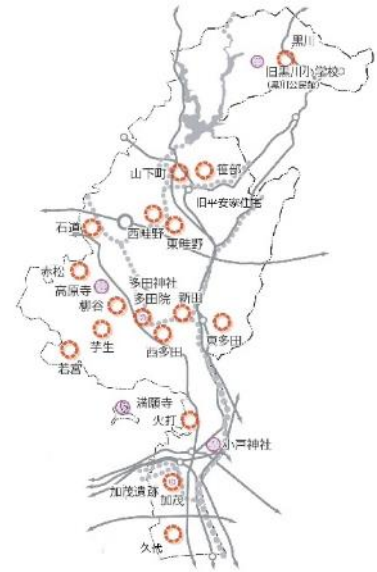 黒川
旧黒川小学校
(黒川公民館)
山下町
笹部
旧平安家住宅
西畦野
東畦野
石道
赤松
高原寺
柳谷
多田神社
多田院
新田
芋生
西多田
東多田
若宮
満願寺
火打
小戸神社
加茂遺跡
加茂
久代